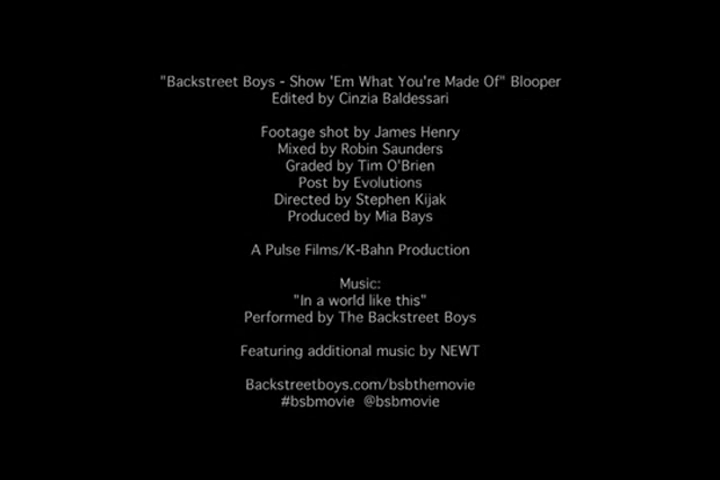 "Backstreet Boys - Show 'Em What You're Made Of" Blooper
Edited by Cinzia Baldessari
Footage shot by James Henry
Mixed by Robin Saunders
Graded by Tim O'Brien
Post by Evolutions
Directed by Stephen Kijak
Produced by Mia Bays
A Pulse Films/K-Bahn Production
Music:
"In a world like this"
Performed by The Backstreet Boys
Featuring additional music by NEWT
Backstreetboys.com/bsbthemovie
#bsbmovie @bsbmovie